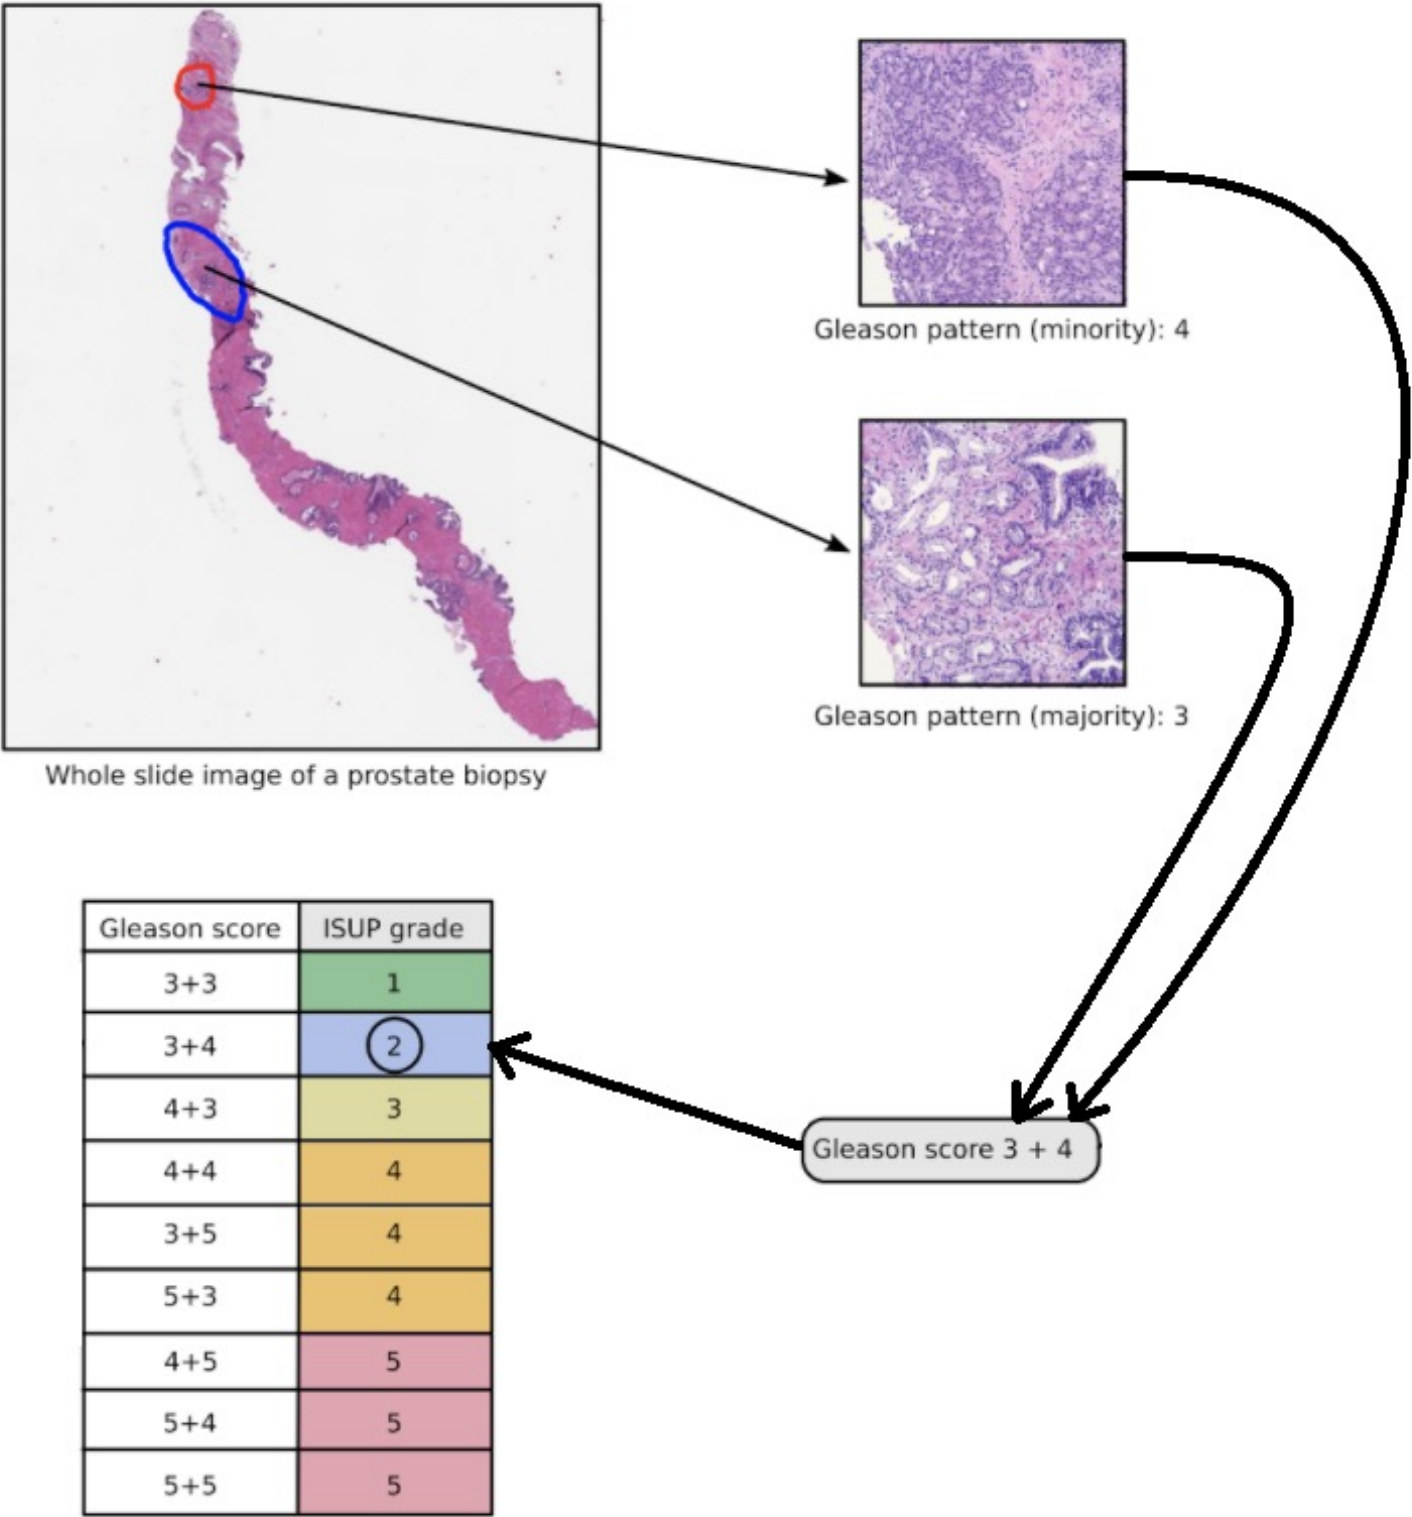 Gleason pattern (minority): 4
Gleason pattern (majority): 3
Whole slide image of a prostate biopsy
Gleason score ISUP grade
3+3 1
3+4 2
4+3 3
4+4 4
3+5 4
5+3 4
4+5 5
5+4 5
5+5 5
Gleason score 3 + 4